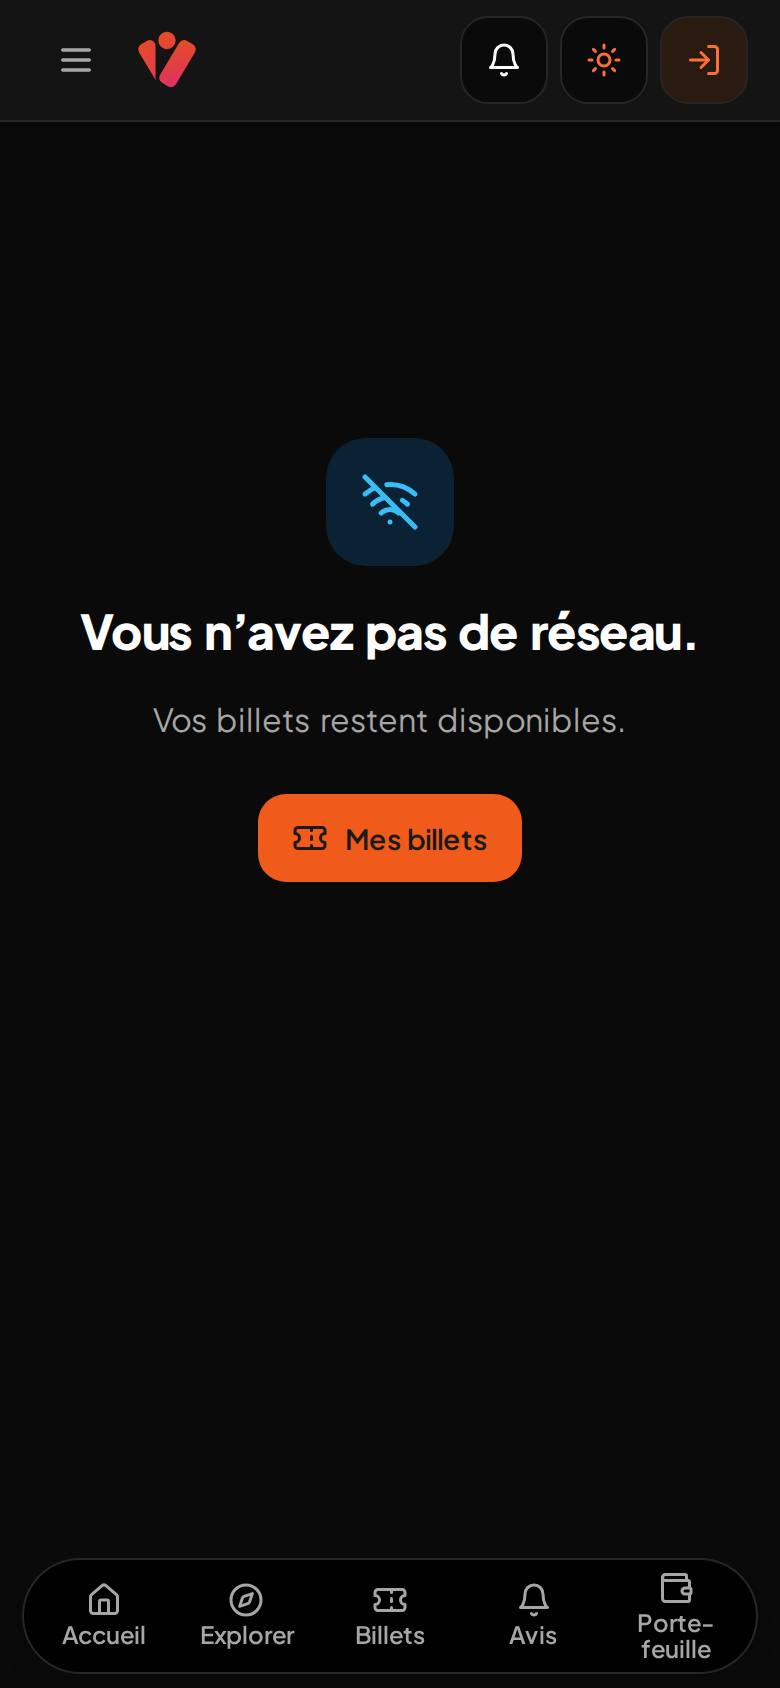 Vous n’avez pas de réseau.
Vos billets restent disponibles.
Mes billets
Accueil
Explorer
Billets
Avis
Porte-
feuille